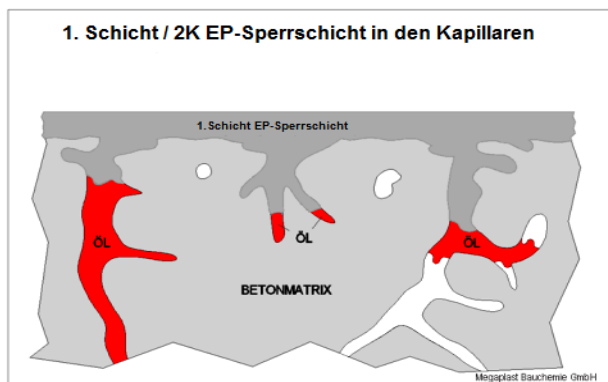 1. Schicht / 2K EP-Sperrschicht in den Kapillaren
1.Schicht EP-Sperrschicht
ÖL
ÖL
ÖL
BETONMATRIX
Megaplast Bauchemie GmbH